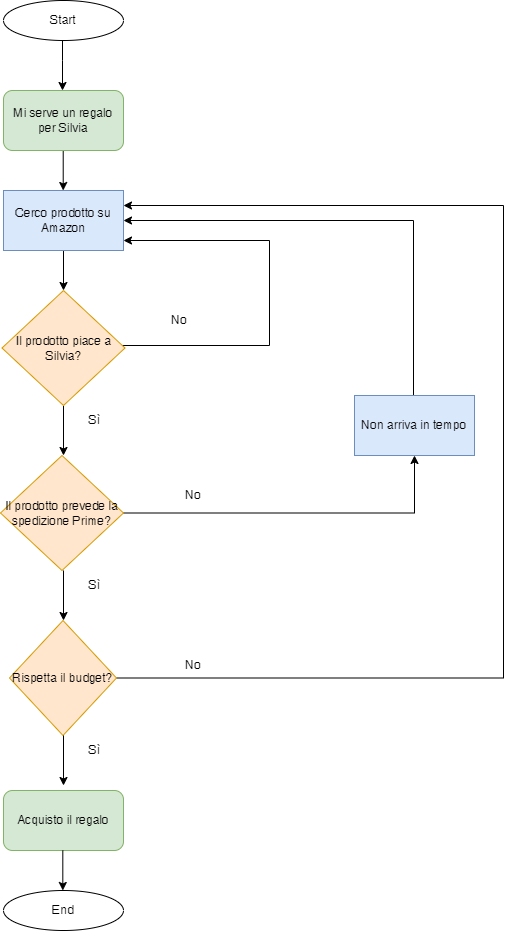 Start
Mi serve un regalo
per Silvia
Cerco prodotto su
Amazon
No
Il prodotto piace a
Silvia?
Sì
Non arriva in tempo
No
Il prodotto prevede la
spedizione Prime?
Sì
No
Rispetta il budget?
Sì
Acquisto il regalo
End